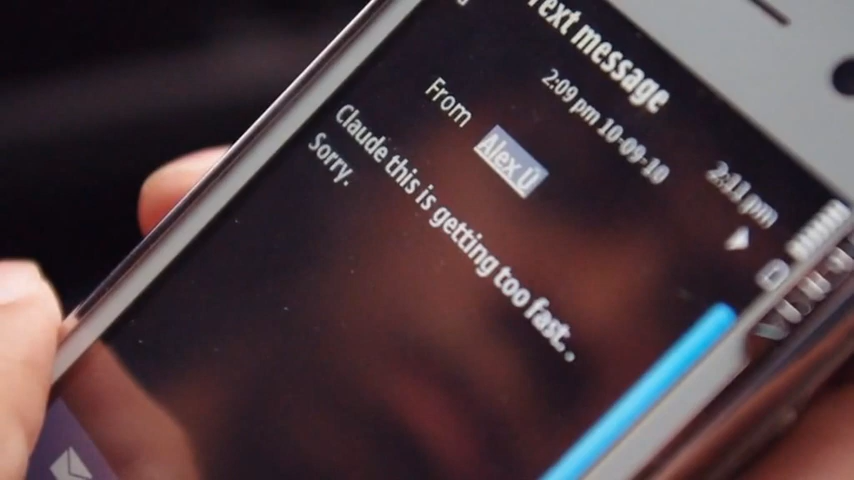 Text message
2:09 pm 10-09-10
2:11 pm
From
Alex U
Claude this is getting too fast. .
Sorry.